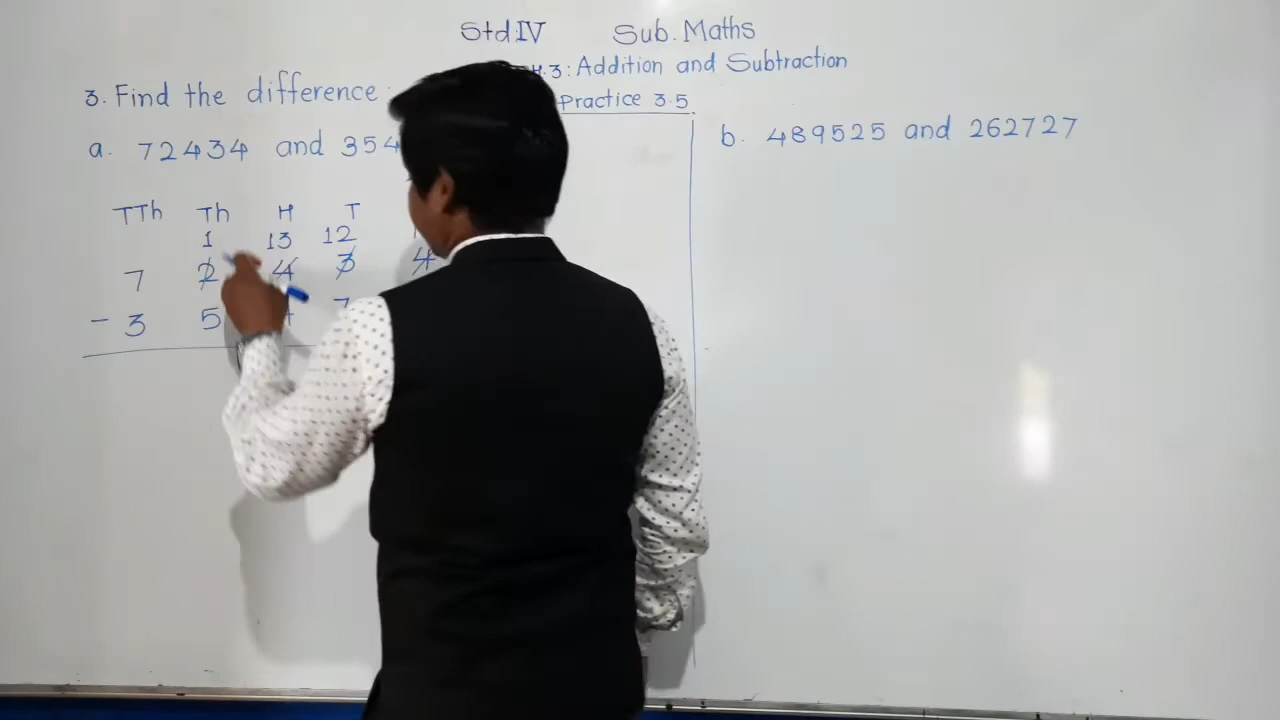 Std IV Sub. Maths
H.3: Addition and Subtraction
3. Find the difference: Practice 3.5
a. 72434 and 354
b. 489525 and 262727
TTh Th H T
1 13 12
7 2 4 3 4
- 3 5 4 7